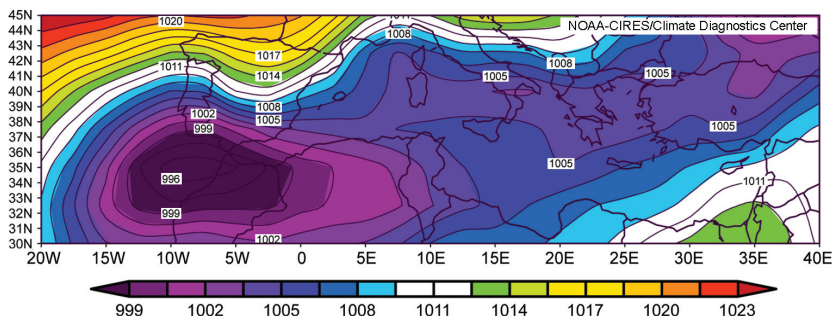 45N
44N
43N
42N
41N
40N
39N
38N
37N
36N
35N
34N
33N
32N
31N
30N
NOAA-CIRES/Climate Diagnostics Center
1020
1017
1014
1011
1008
1005
1002
999
996
999
1002
1008
1005
1008
1005
1005
1005
1011
20W 15W 10W 5W 0 5E 10E 15E 20E 25E 30E 35E 40E
999 1002 1005 1008 1011 1014 1017 1020 1023